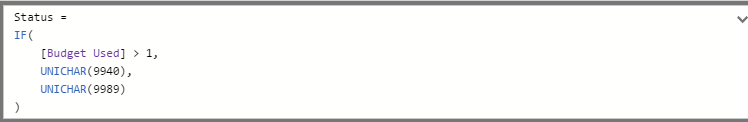 Status =
IF(
    [Budget Used] > 1,
    UNICHAR(9940),
    UNICHAR(9989)
)